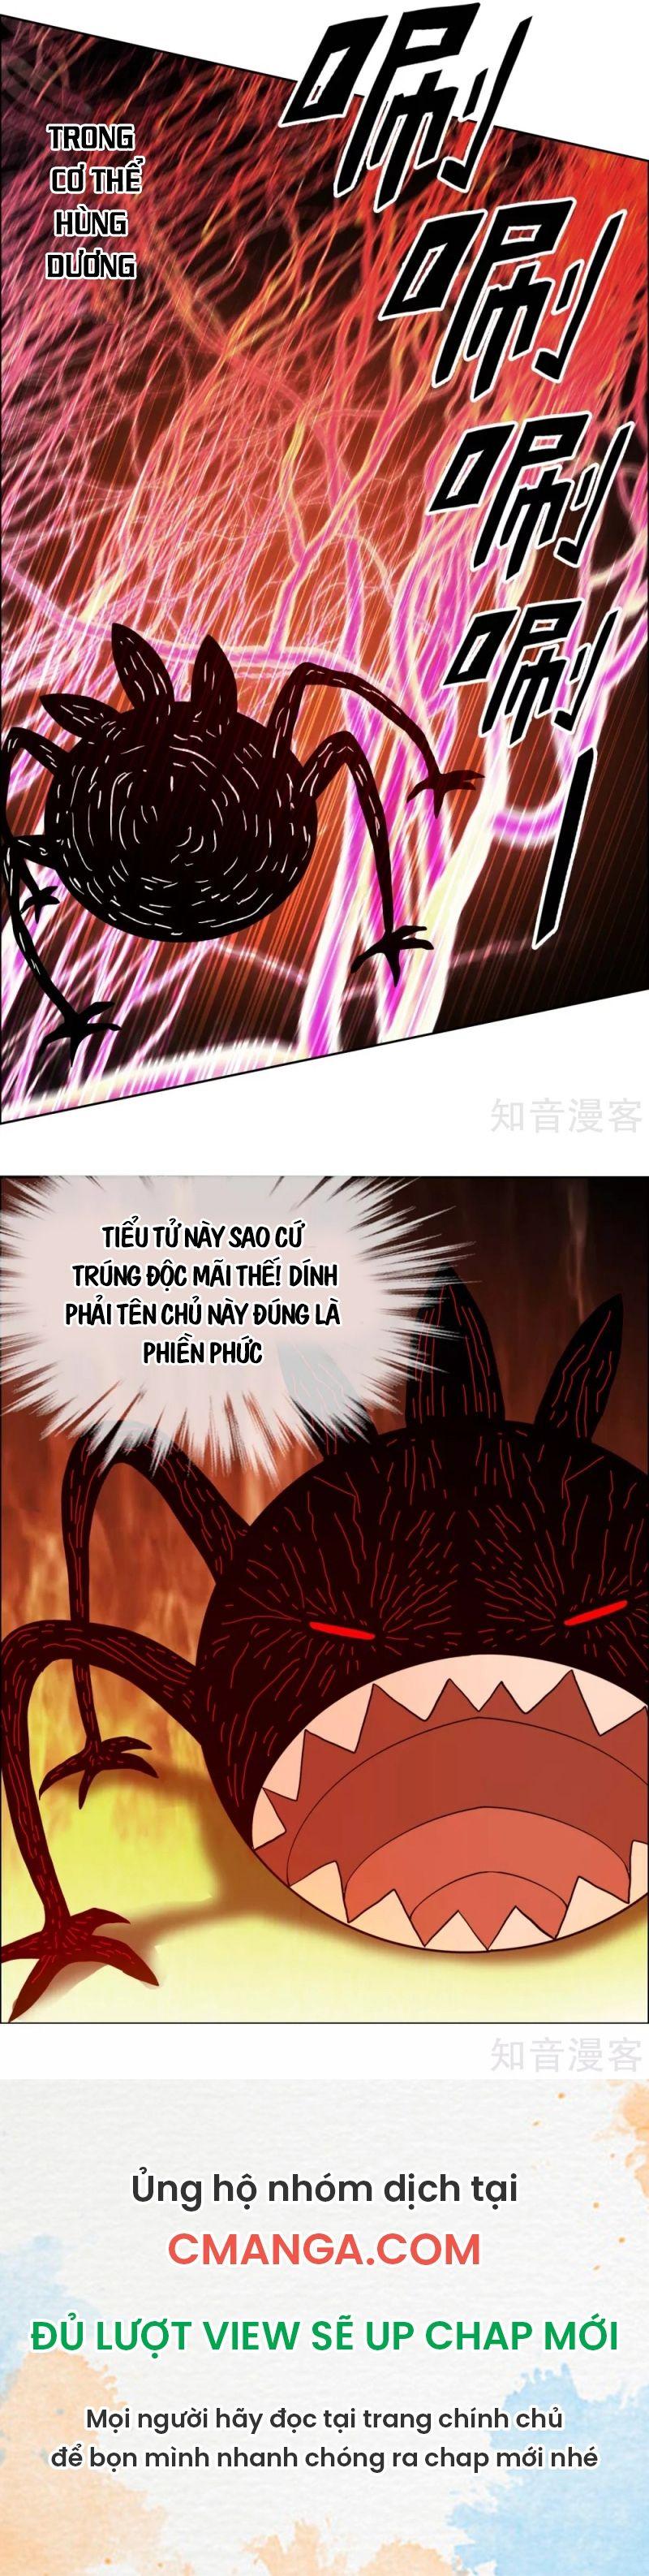 唰
唰
唰
唰
TRONG
CƠ THỂ
HÙNG
DƯƠNG
知音漫客
TIỂU TỬ NÀY SAO CỨ
TRÚNG ĐỘC MÃI THẾ! DÍNH
PHẢI TÊN CHỦ NÀY ĐÚNG LÀ
PHIỀN PHỨC
知音漫客
Ủng hộ nhóm dịch tại
CMANGA.COM
ĐỦ LƯỢT VIEW SẼ UP CHAP MỚI
Mọi người hãy đọc tại trang chính chủ
để bọn mình nhanh chóng ra chap mới nhé